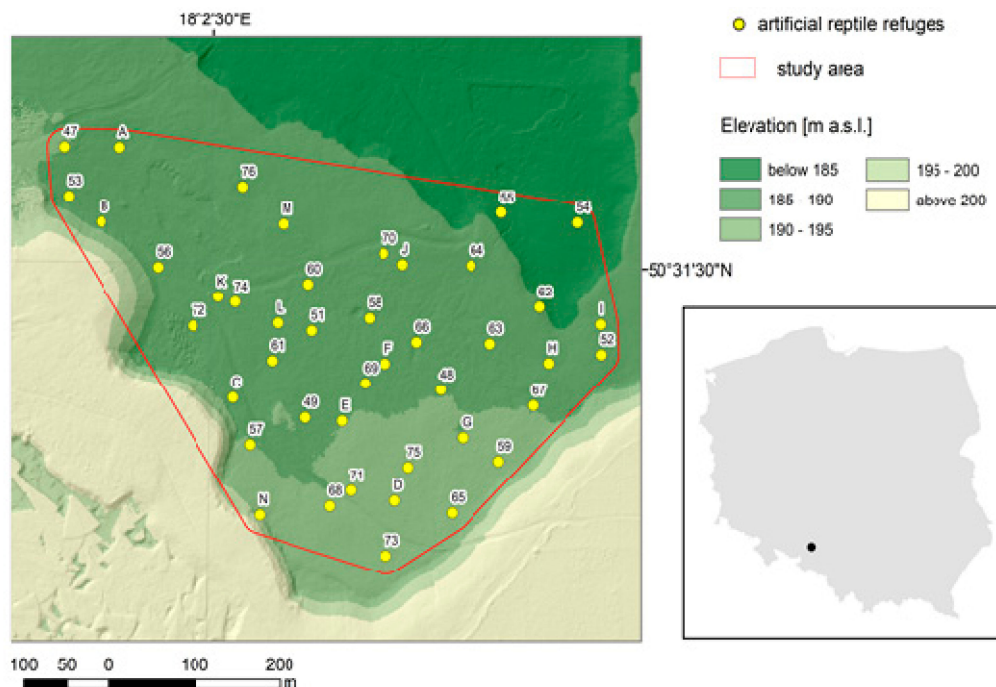 18°2'30"E
artificial reptile refuges
study area
Elevation [m a.s.l.]
below 185
185 - 190
190 - 195
195 - 200
above 200
50°31'30"N
47
A
76
53
B
M
55
54
56
70
J
64
K
74
60
62
I
72
L
51
58
66
63
52
61
F
H
69
48
C
67
49
E
G
57
75
59
71
68
D
65
N
73
100 50 0 100 200
m